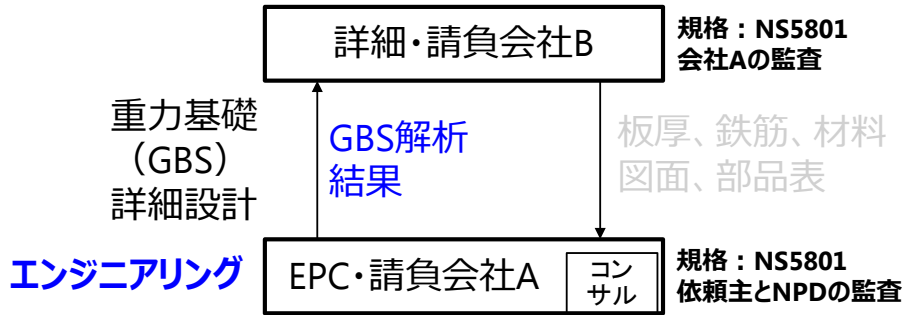 詳細・請負会社B
規格：NS5801
会社Aの監査
重力基礎
（GBS）
詳細設計
GBS解析
結果
板厚、鉄筋、材料
図面、部品表
エンジニアリング
EPC・請負会社A
コン
サル
規格：NS5801
依頼主とNPDの監査